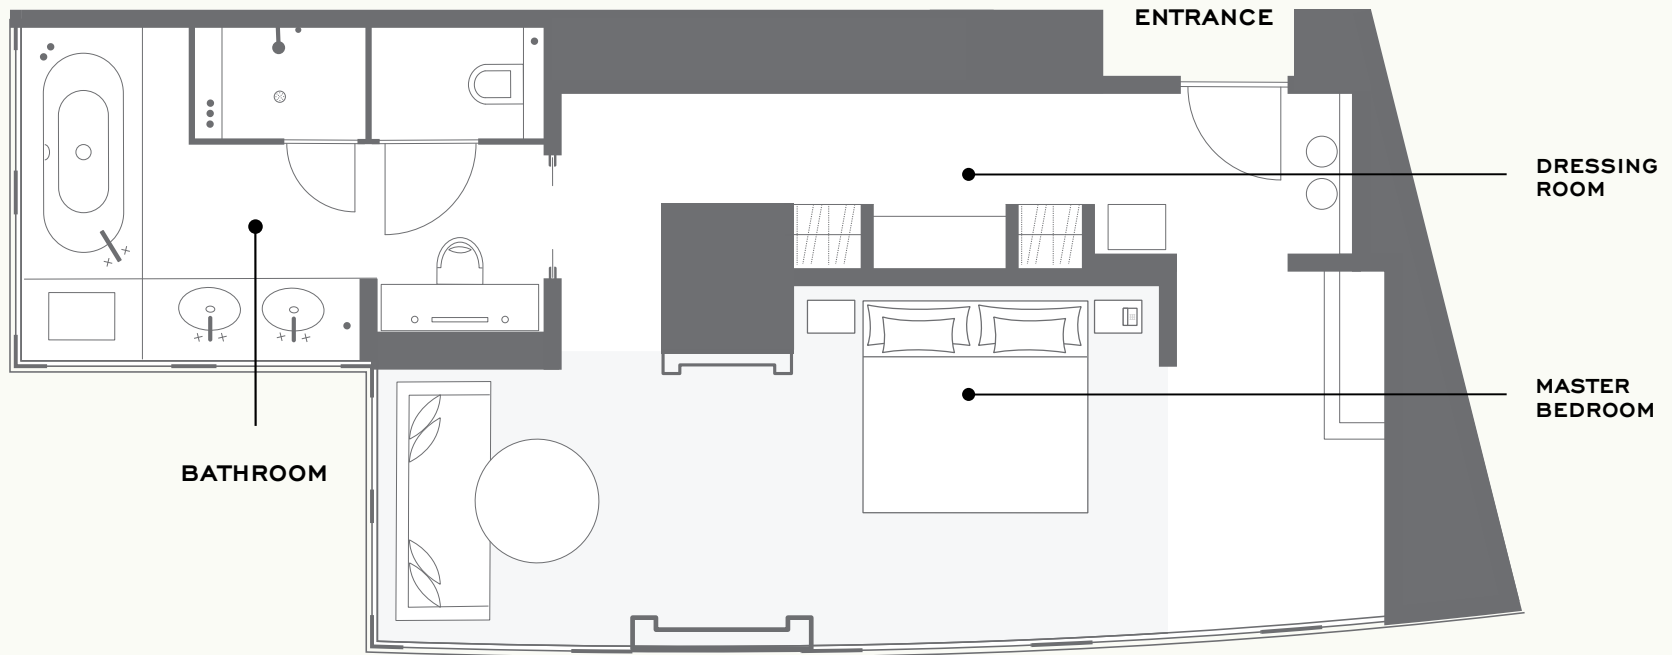 ENTRANCE
DRESSING
ROOM
MASTER
BEDROOM
BATHROOM